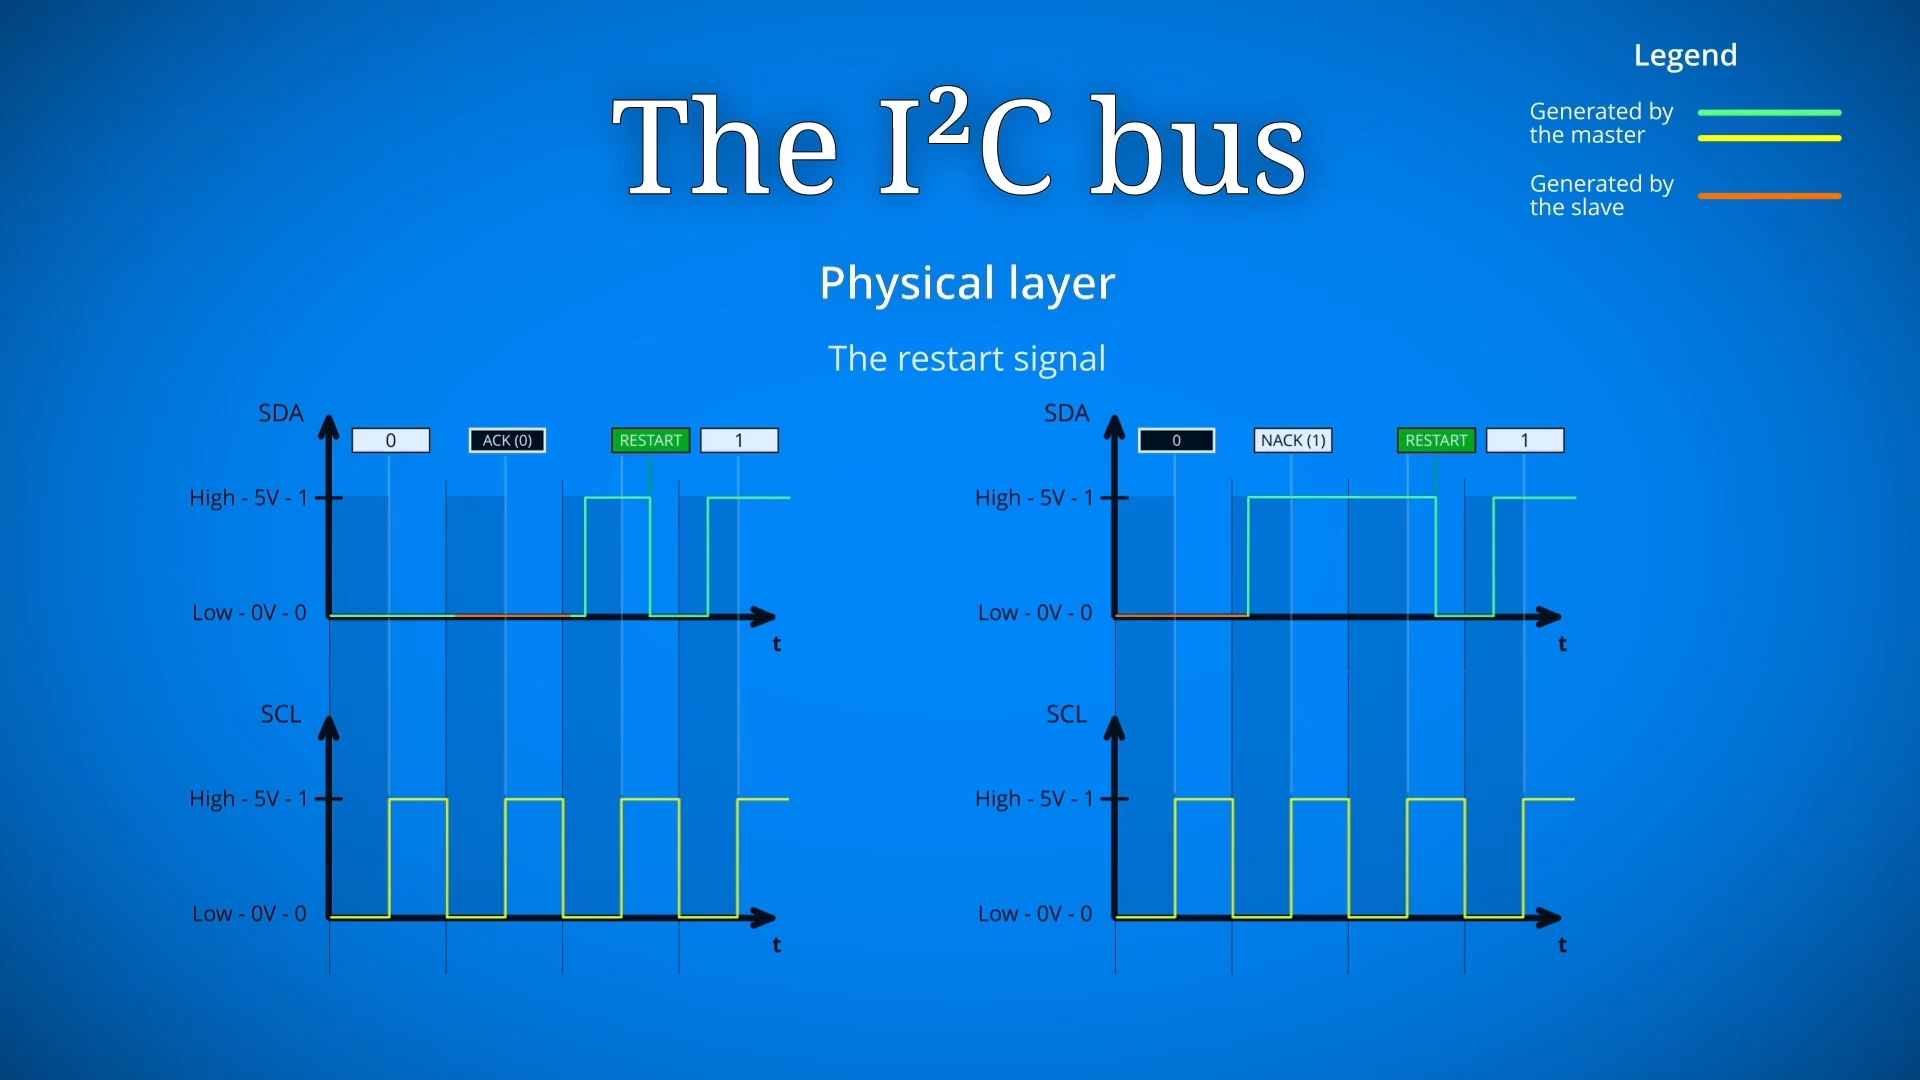 Legend
The I²C bus
Generated by
the master
Generated by
the slave
Physical layer
The restart signal
SDA
0
ACK (0)
RESTART
1
High - 5V - 1
Low - 0V - 0
t
SCL
High - 5V - 1
Low - 0V - 0
t
SDA
0
NACK (1)
RESTART
1
High - 5V - 1
Low - 0V - 0
t
SCL
High - 5V - 1
Low - 0V - 0
t